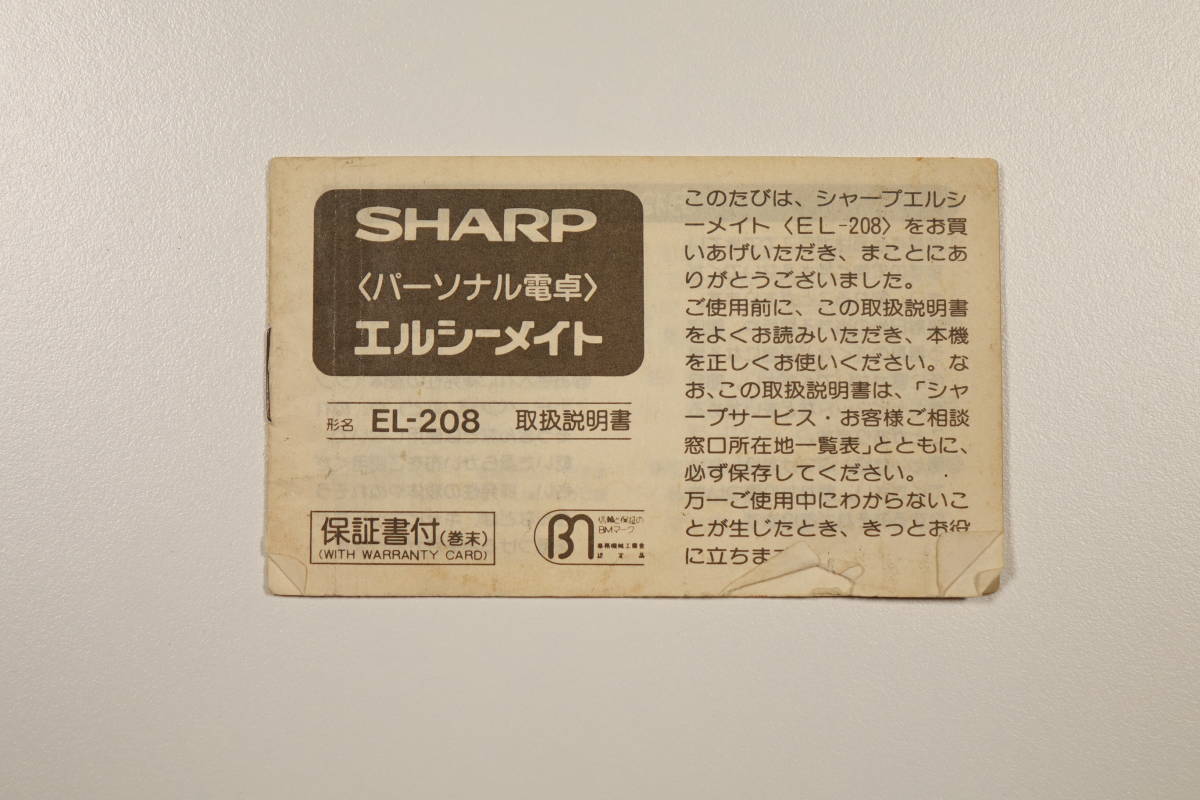 SHARP
〈パーソナル電卓〉
エルシーメイト
形名 EL-208 取扱説明書
保証書付(巻末)
(WITH WARRANTY CARD)
BMマーク
このたびは、シャープエルシ
ーメイト〈EL-208〉をお買
いあげいただき、まことにあ
りがとうございました。
ご使用前に、この取扱説明書
をよくお読みいただき、本機
を正しくお使いください。な
お、この取扱説明書は、「シャ
ープサービス・お客様ご相談
窓口所在地一覧表」とともに、
必ず保存してください。
万一ご使用中にわからないこ
とが生じたとき、きっとお役
に立ちま